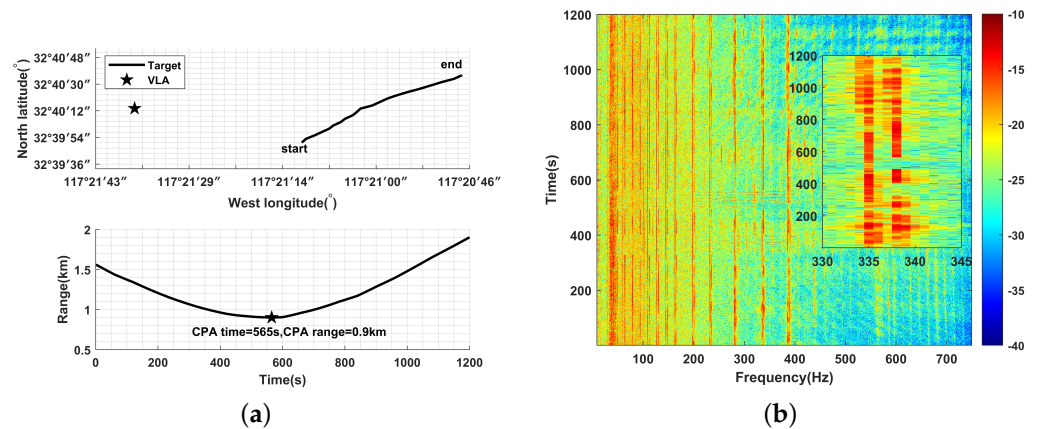 North latitude(°)
32°40′48″
32°40′30″
32°40′12″
32°39′54″
32°39′36″
Target
VLA
start
end
117°21′43″ 117°21′29″ 117°21′14″ 117°21′00″ 117°20′46″
West longitude(°)
Range(km)
2
1.5
1
0.5
CPA time=565s,CPA range=0.9km
0 200 400 600 800 1000 1200
Time(s)
(a)
Time(s)
1200
1000
800
600
400
200
100 200 300 400 500 600 700
Frequency(Hz)
1200
1000
800
600
400
200
330 335 340 345
-10
-15
-20
-25
-30
-35
-40
(b)